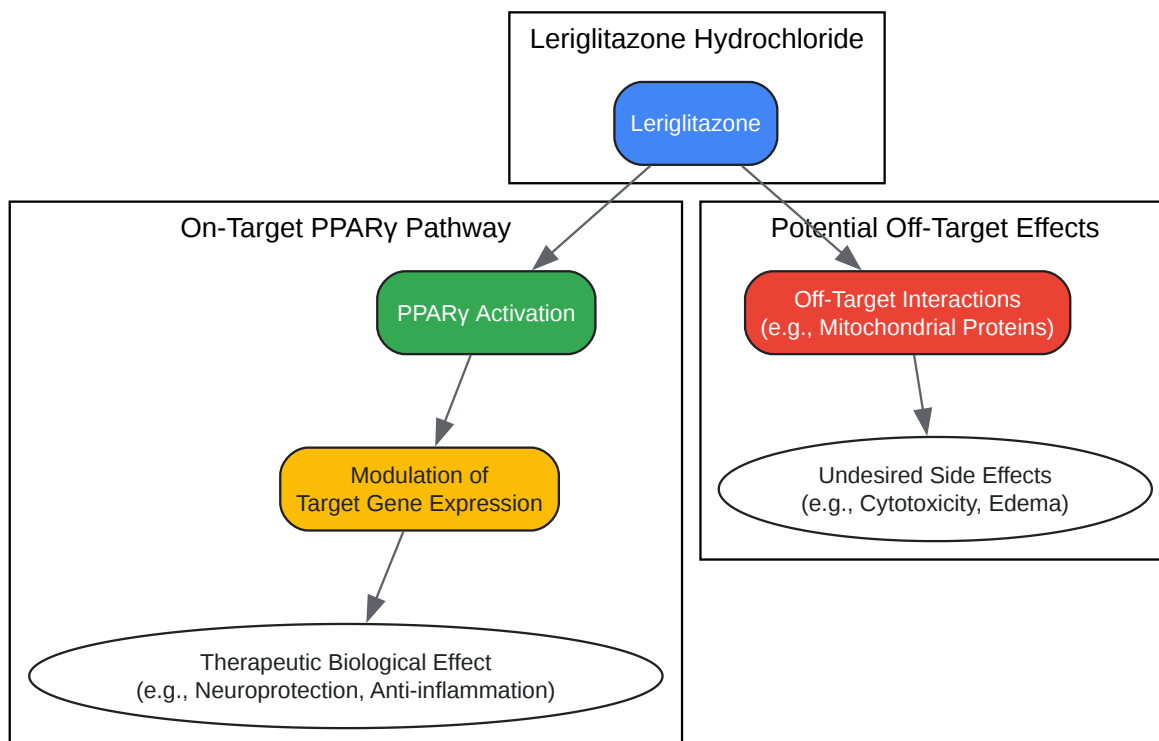 Leriglitazone Hydrochloride
Leriglitazone
On-Target PPARγ Pathway
PPARγ Activation
Modulation of
Target Gene Expression
Therapeutic Biological Effect
(e.g., Neuroprotection, Anti-inflammation)
Potential Off-Target Effects
Off-Target Interactions
(e.g., Mitochondrial Proteins)
Undesired Side Effects
(e.g., Cytotoxicity, Edema)